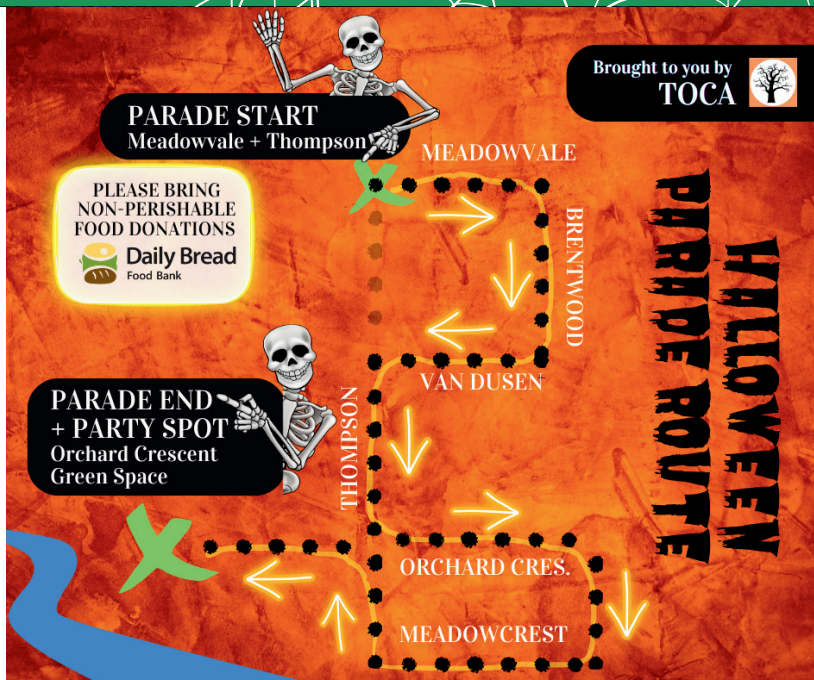 Brought to you by
TOCA
PARADE START
Meadowvale + Thompson
MEADOWVALE
PLEASE BRING
NON-PERISHABLE
FOOD DONATIONS
Daily Bread
Food Bank
BRENTWOOD
HALLOWEEN
PARADE ROUTE
VAN DUSEN
PARADE END
+ PARTY SPOT
Orchard Crescent
Green Space
THOMPSON
ORCHARD CRES.
MEADOWCREST